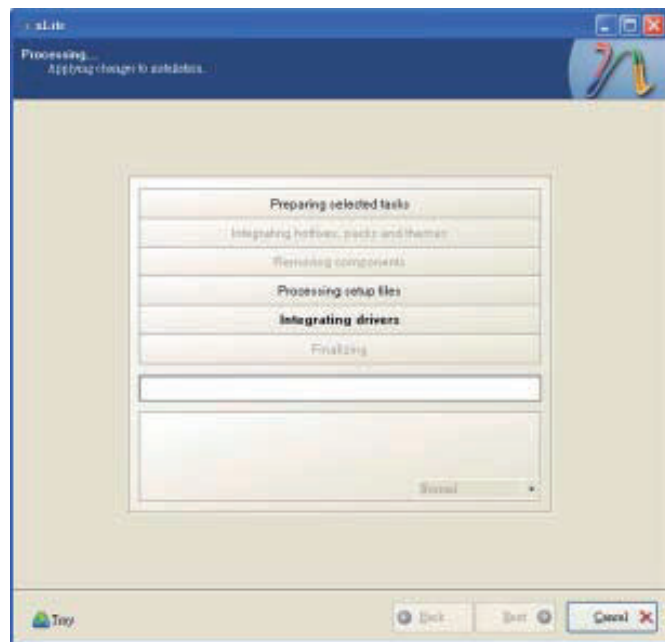 nLite
Processing...
Applying changes to installation.
Preparing selected tasks
Integrating hotfixes, packs and themes
Removing components
Processing setup files
Integrating drivers
Finalizing
Normal
Tray
Back
Next
Cancel